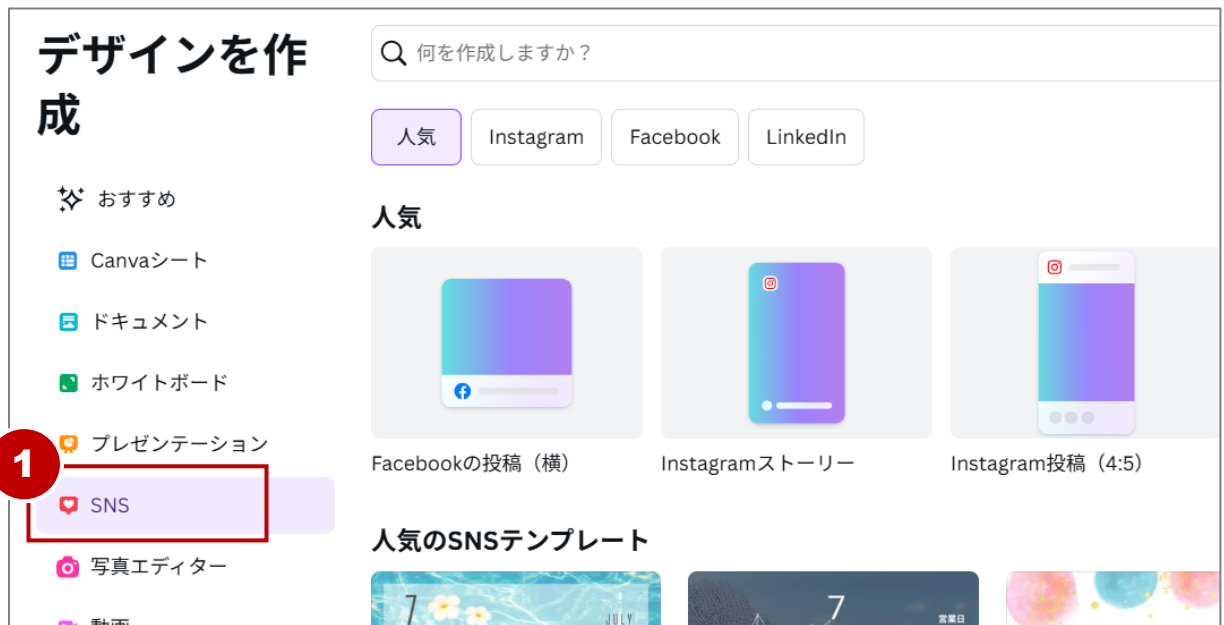 デザインを作
成
おすすめ
Canvaシート
ドキュメント
ホワイトボード
プレゼンテーション
1
SNS
写真エディター
何を作成しますか？
人気
Instagram
Facebook
LinkedIn
人気
Facebookの投稿（横）
Instagramストーリー
Instagram投稿（4:5）
人気のSNSテンプレート
7
JULY
7
営業日